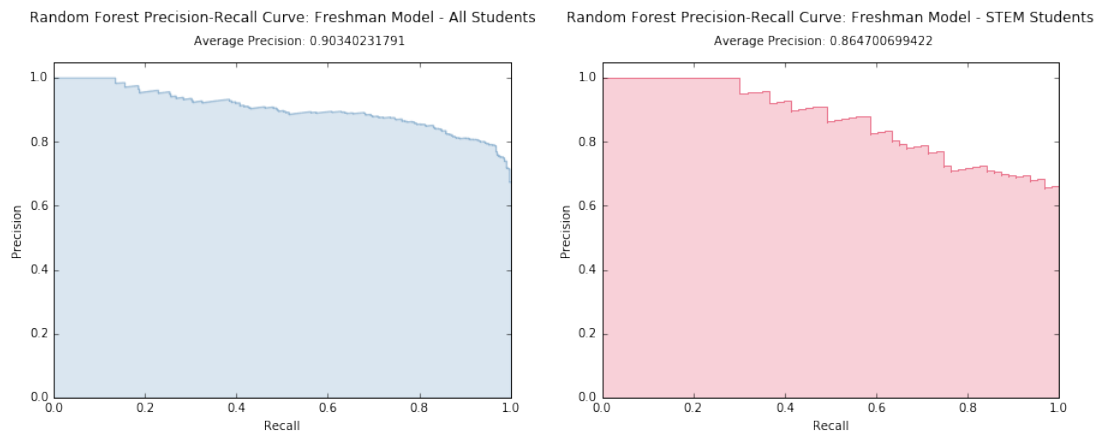 Random Forest Precision-Recall Curve: Freshman Model - All Students
Average Precision: 0.90340231791
1.0
0.8
0.6
0.4
0.2
0.0
Precision
0.0 0.2 0.4 0.6 0.8 1.0
Recall
Random Forest Precision-Recall Curve: Freshman Model - STEM Students
Average Precision: 0.864700699422
1.0
0.8
0.6
0.4
0.2
0.0
Precision
0.0 0.2 0.4 0.6 0.8 1.0
Recall